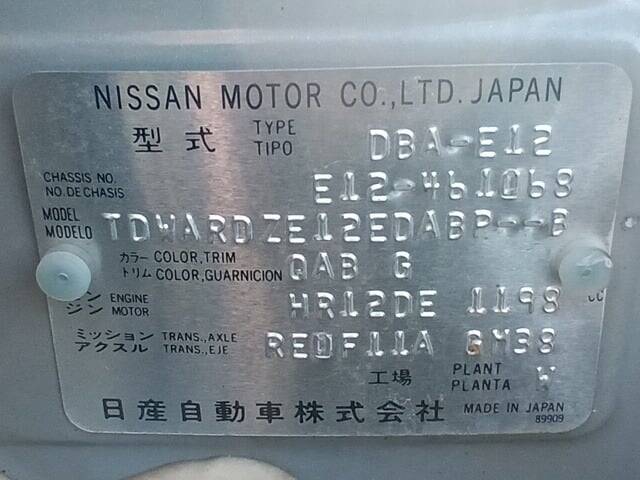 NISSAN MOTOR CO.,LTD. JAPAN
型式 TYPE TIPO DBA-E12
CHASSIS NO. NO.DE CHASIS E12-461068
MODEL MODELO TDWARDZE12EDABP--B
カラー COLOR,TRIM トリム COLOR,GUARNICION QAB G
ン ENGINE ジン MOTOR HR12DE 1198 CC
ミッション TRANS.,AXLE アクスル TRANS.,EJE RE0F11A GM38
工場 PLANT PLANTA W
日産自動車株式会社 MADE IN JAPAN
89909